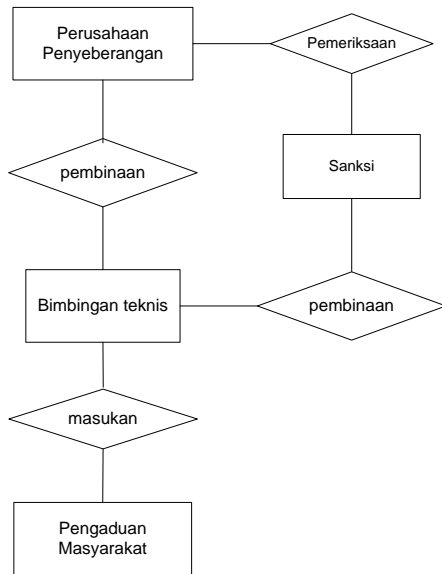 Perusahaan
Penyeberangan
Pemeriksaan
pembinaan
Sanksi
Bimbingan teknis
pembinaan
masukan
Pengaduan
Masyarakat